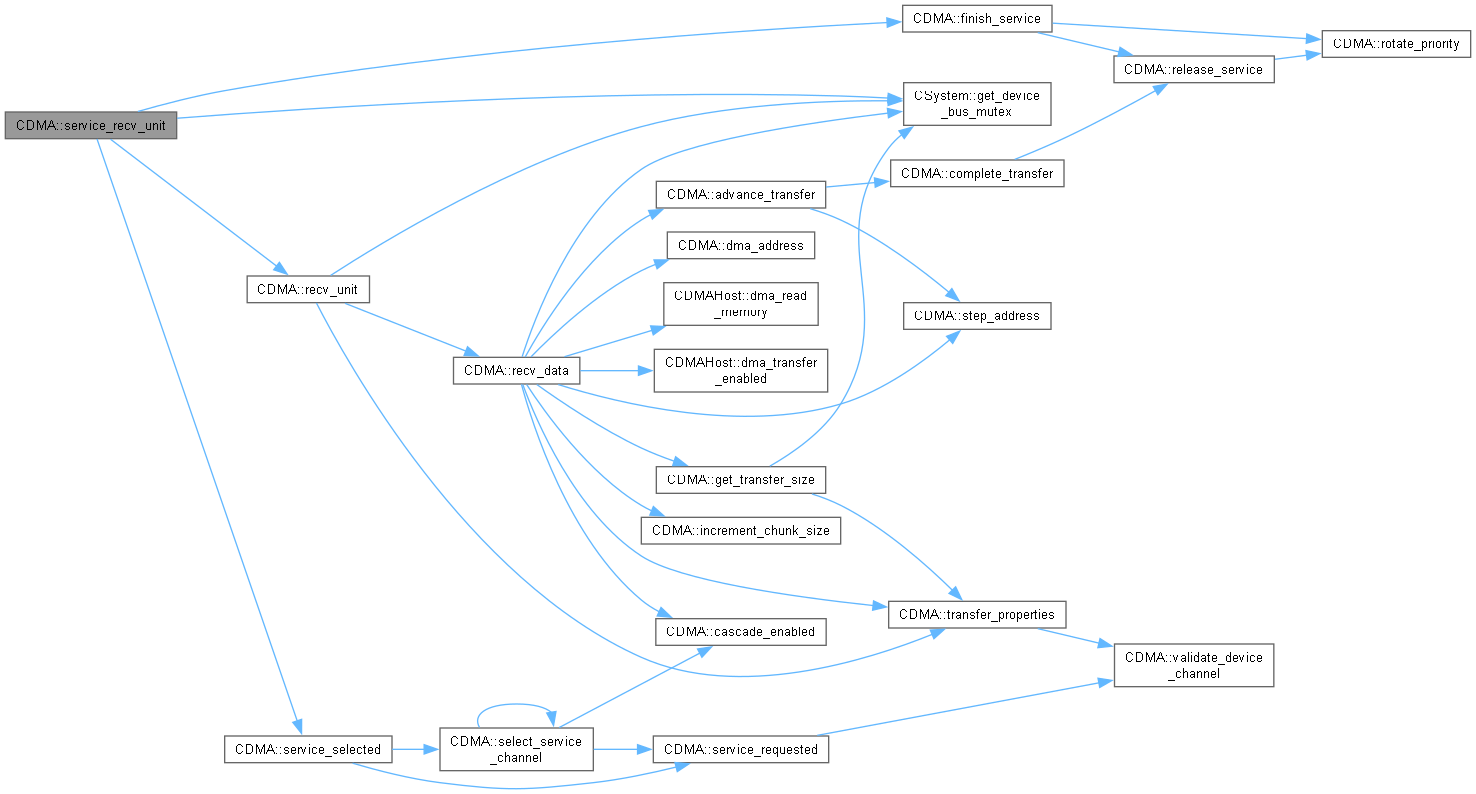 CDMA::finish_service
CDMA::rotate_priority
CDMA::release_service
CSystem::get_device
_bus_mutex
CDMA::service_recv_unit
CDMA::complete_transfer
CDMA::advance_transfer
CDMA::dma_address
CDMA::recv_unit
CDMAHost::dma_read
_memory
CDMA::step_address
CDMA::recv_data
CDMAHost::dma_transfer
_enabled
CDMA::get_transfer_size
CDMA::increment_chunk_size
CDMA::transfer_properties
CDMA::cascade_enabled
CDMA::validate_device
_channel
CDMA::service_selected
CDMA::select_service
_channel
CDMA::service_requested